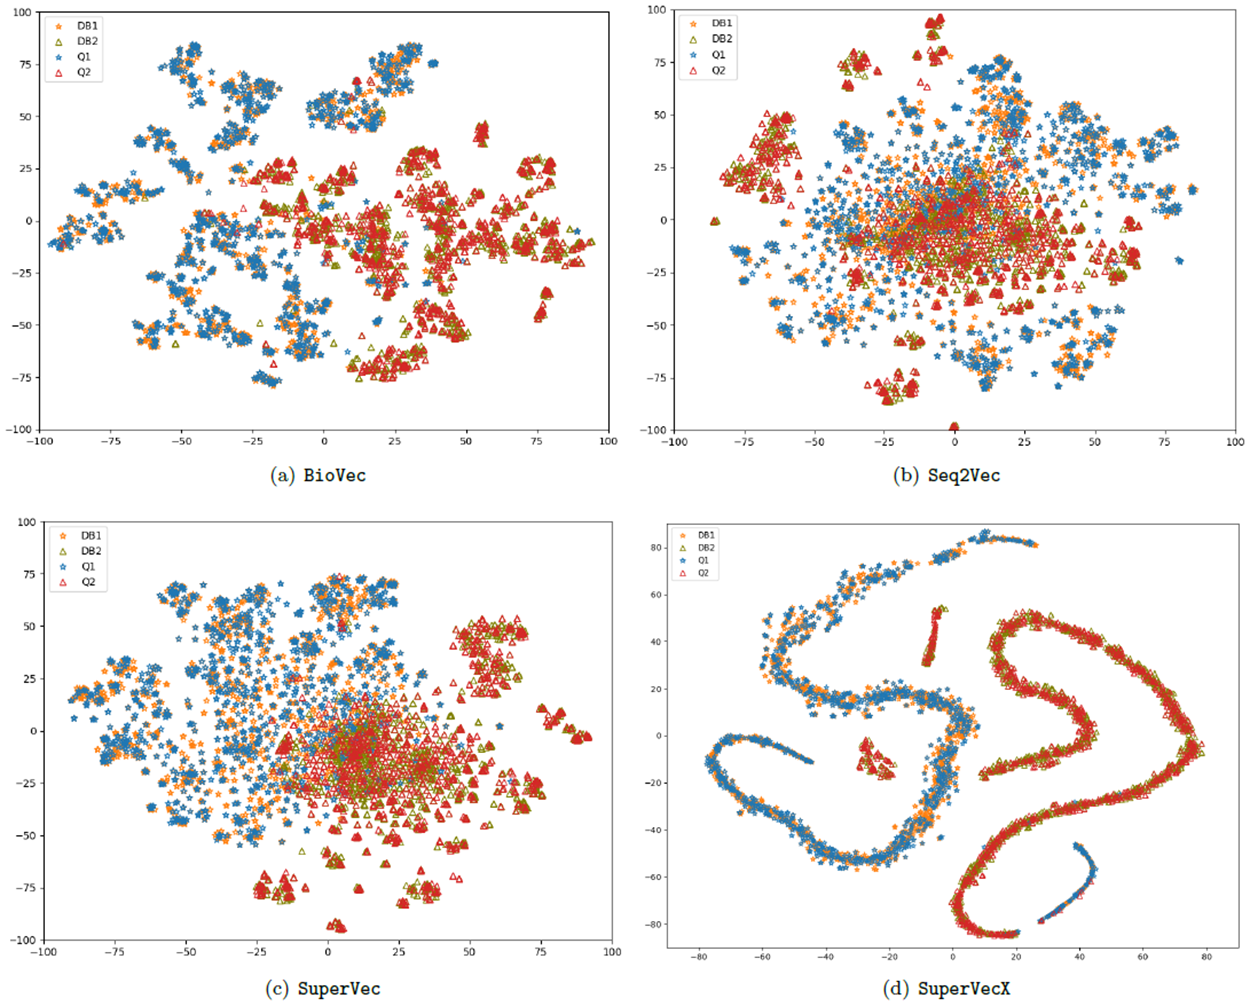 100
75
50
25
0
−25
−50
−75
−100
−100 −75 −50 −25 0 25 50 75 100
DB1
DB2
Q1
Q2
(a) BioVec
100
75
50
25
0
−25
−50
−75
−100
−100 −75 −50 −25 0 25 50 75 100
DB1
DB2
Q1
Q2
(b) Seq2Vec
100
75
50
25
0
−25
−50
−75
−100
−100 −75 −50 −25 0 25 50 75 100
DB1
DB2
Q1
Q2
(c) SuperVec
80
60
40
20
0
−20
−40
−60
−80
−80 −60 −40 −20 0 20 40 60 80
DB1
DB2
Q1
Q2
(d) SuperVecX